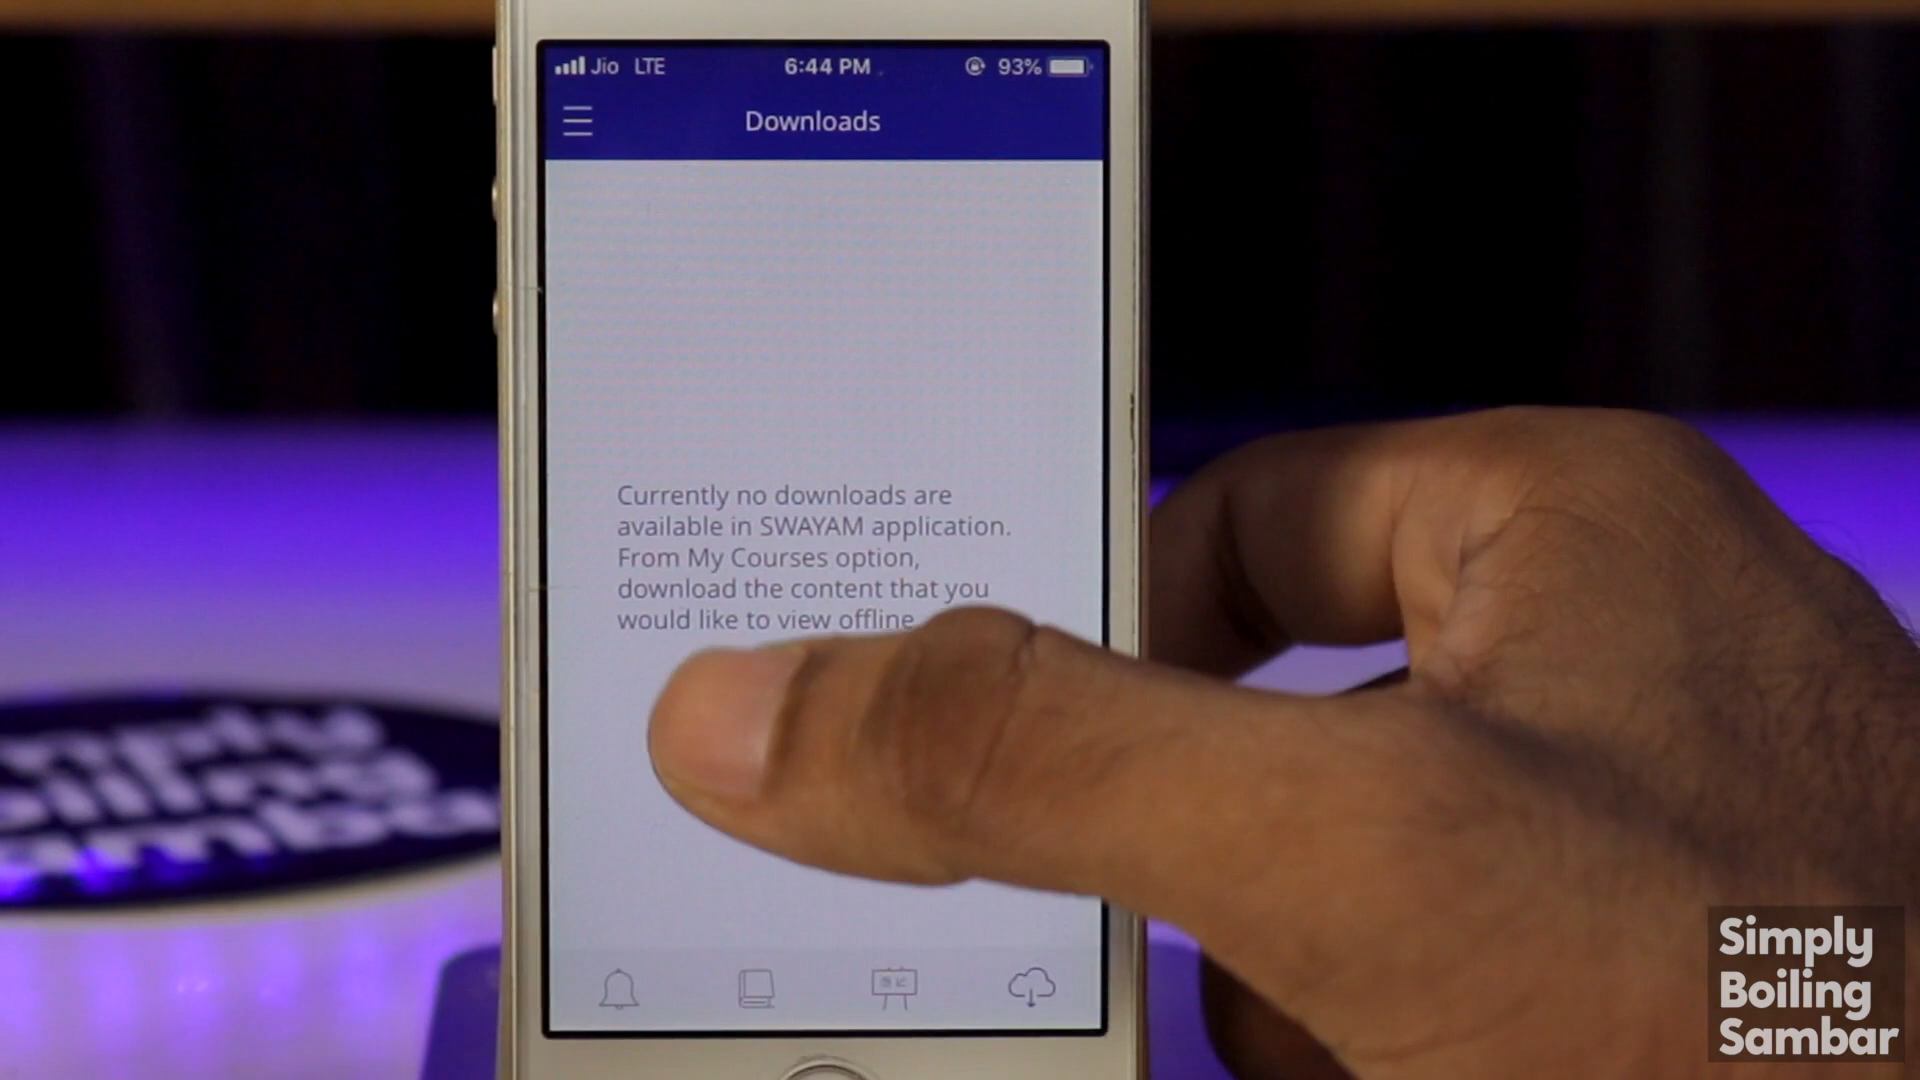 Jio LTE 6:44 PM 93%
Downloads
Currently no downloads are
available in SWAYAM application.
From My Courses option,
download the content that you
would like to view offline.
Simply
Boiling
Sambar